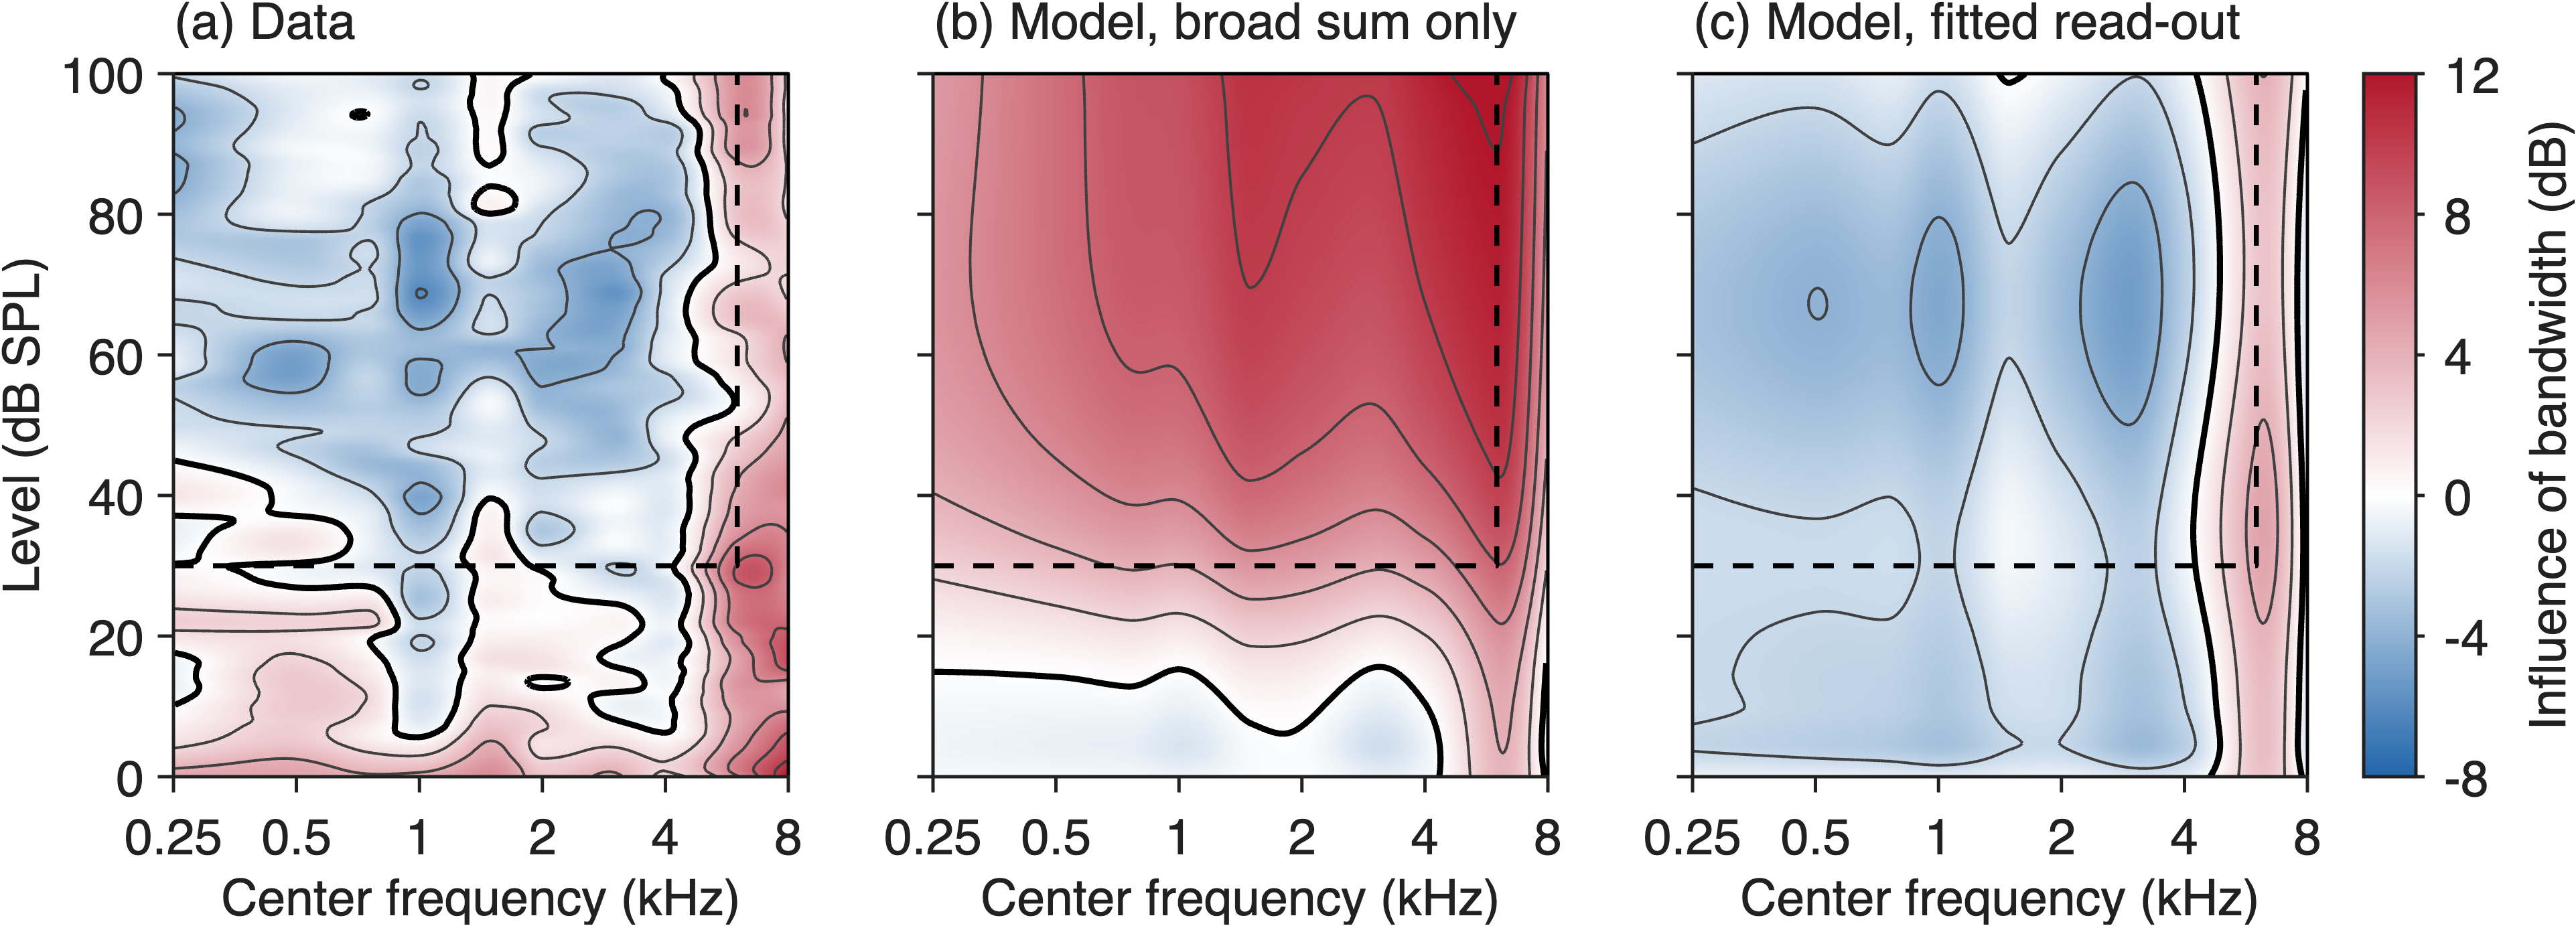 (a) Data
(b) Model, broad sum only
(c) Model, fitted read-out
100
80
60
40
20
0
Level (dB SPL)
0.25 0.5 1 2 4 8
0.25 0.5 1 2 4 8
0.25 0.5 1 2 4 8
Center frequency (kHz)
Center frequency (kHz)
Center frequency (kHz)
12
8
4
0
-4
-8
Influence of bandwidth (dB)